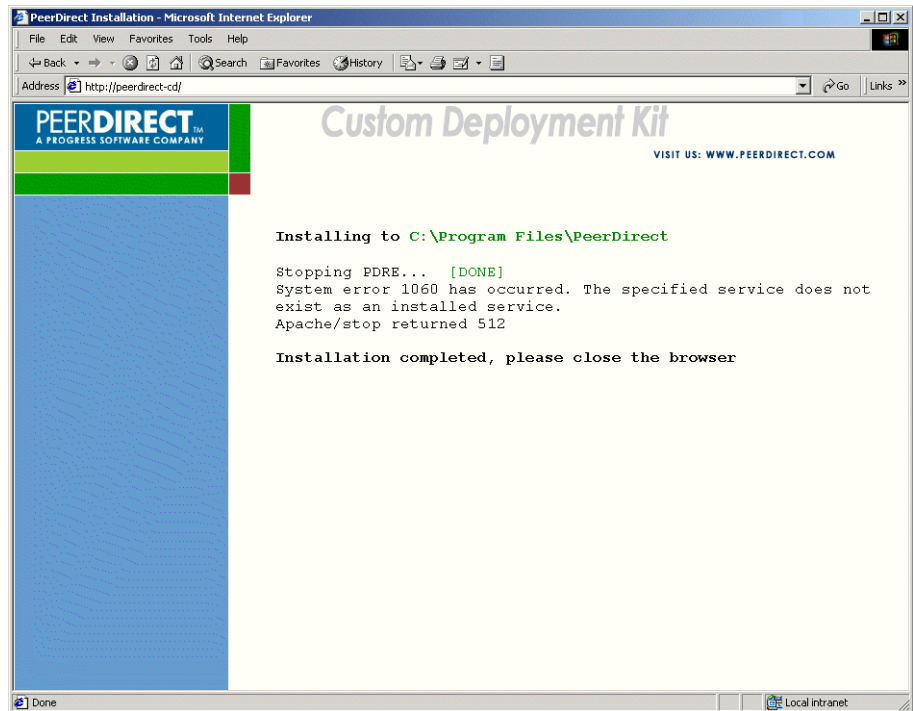 PeerDirect Installation - Microsoft Internet Explorer
File Edit View Favorites Tools Help
Back Search Favorites History
Address http://peerdirect-cd/ Go Links »
PEERDIRECT TM
A PROGRESS SOFTWARE COMPANY
Custom Deployment Kit
VISIT US: WWW.PEERDIRECT.COM
Installing to C:\Program Files\PeerDirect
Stopping PDRE... [DONE]
System error 1060 has occurred. The specified service does not
exist as an installed service.
Apache/stop returned 512
Installation completed, please close the browser
Done Local intranet